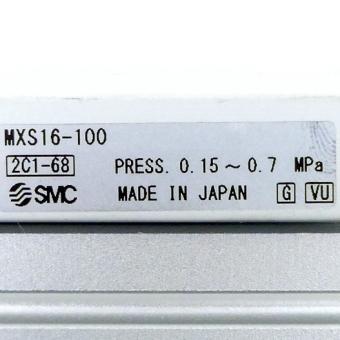 MXS16-100
2C1-68 PRESS. 0.15～0.7 MPa
SMC MADE IN JAPAN G VU